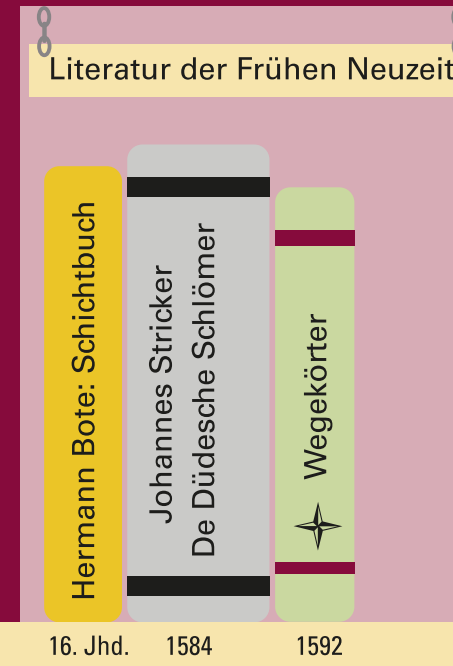 Literatur der Frühen Neuzeit
Hermann Bote: Schichtbuch
Johannes Stricker
De Düdesche Schlömer
Wegekörter
16. Jhd.
1584
1592